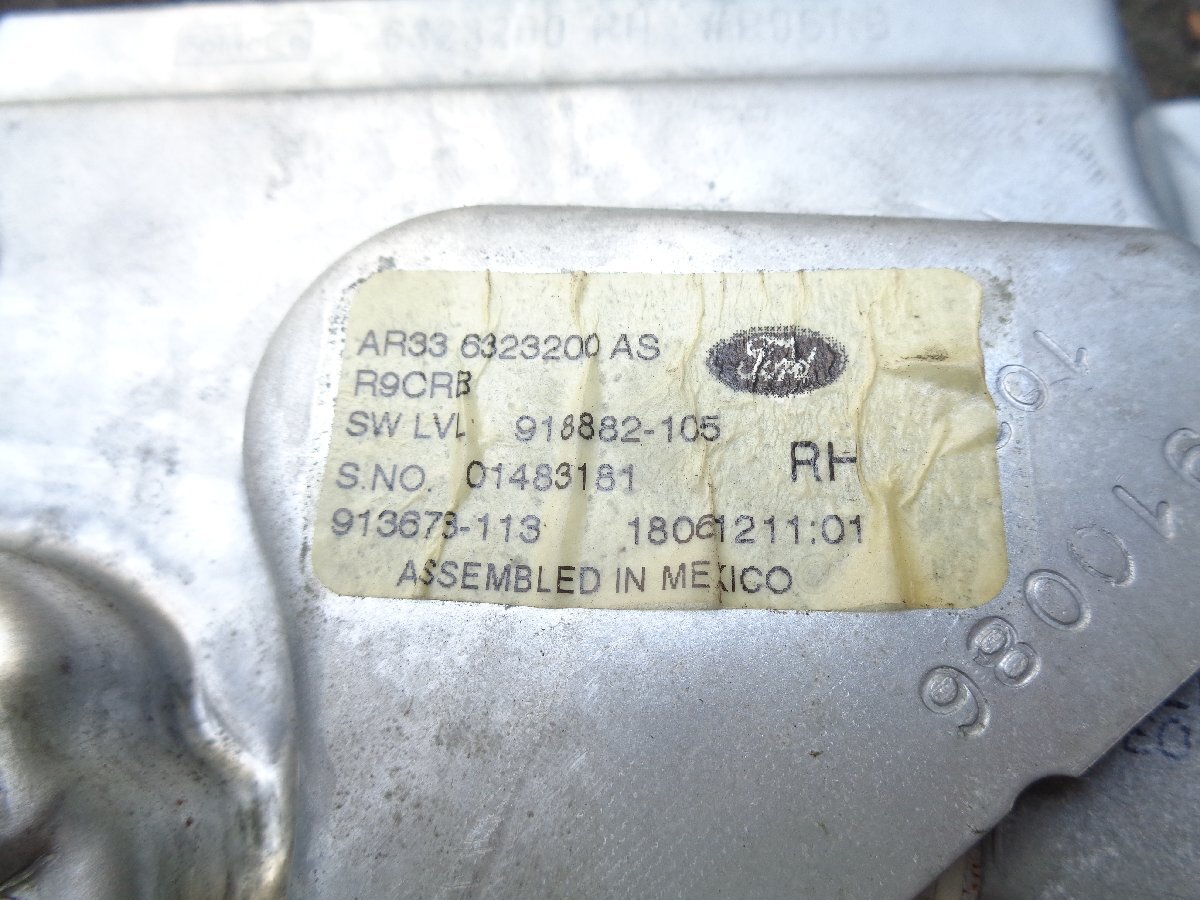 AR33 6323200 AS
Ford
R9CRB
SW LVL 918882-105
RH
S.NO. 01483181
913673-113 18061211:01
ASSEMBLED IN MEXICO